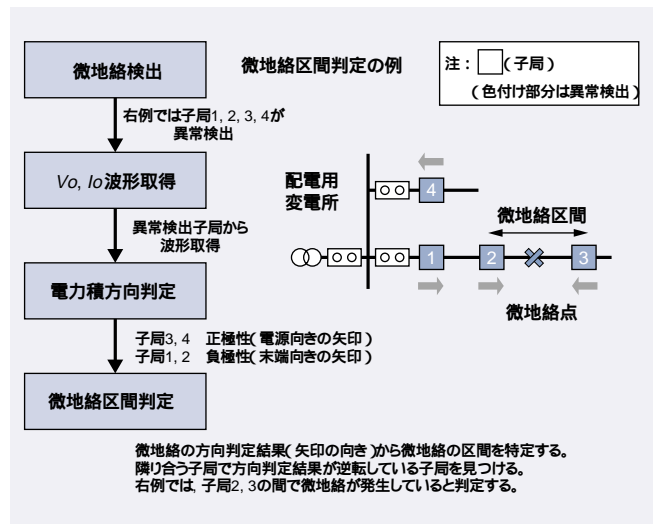 微地絡検出
微地絡区間判定の例
注：□(子局)
(色付け部分は異常検出)
右例では子局1, 2, 3, 4が
異常検出
Vo, Io波形取得
異常検出子局から
波形取得
電力積方向判定
子局3, 4　正極性(電源向きの矢印)
子局1, 2　負極性(末端向きの矢印)
微地絡区間判定
配電用
変電所
4
微地絡区間
1
2
3
微地絡点
微地絡の方向判定結果(矢印の向き)から微地絡の区間を特定する。
隣り合う子局で方向判定結果が逆転している子局を見つける。
右例では, 子局2, 3の間で微地絡が発生していると判定する。